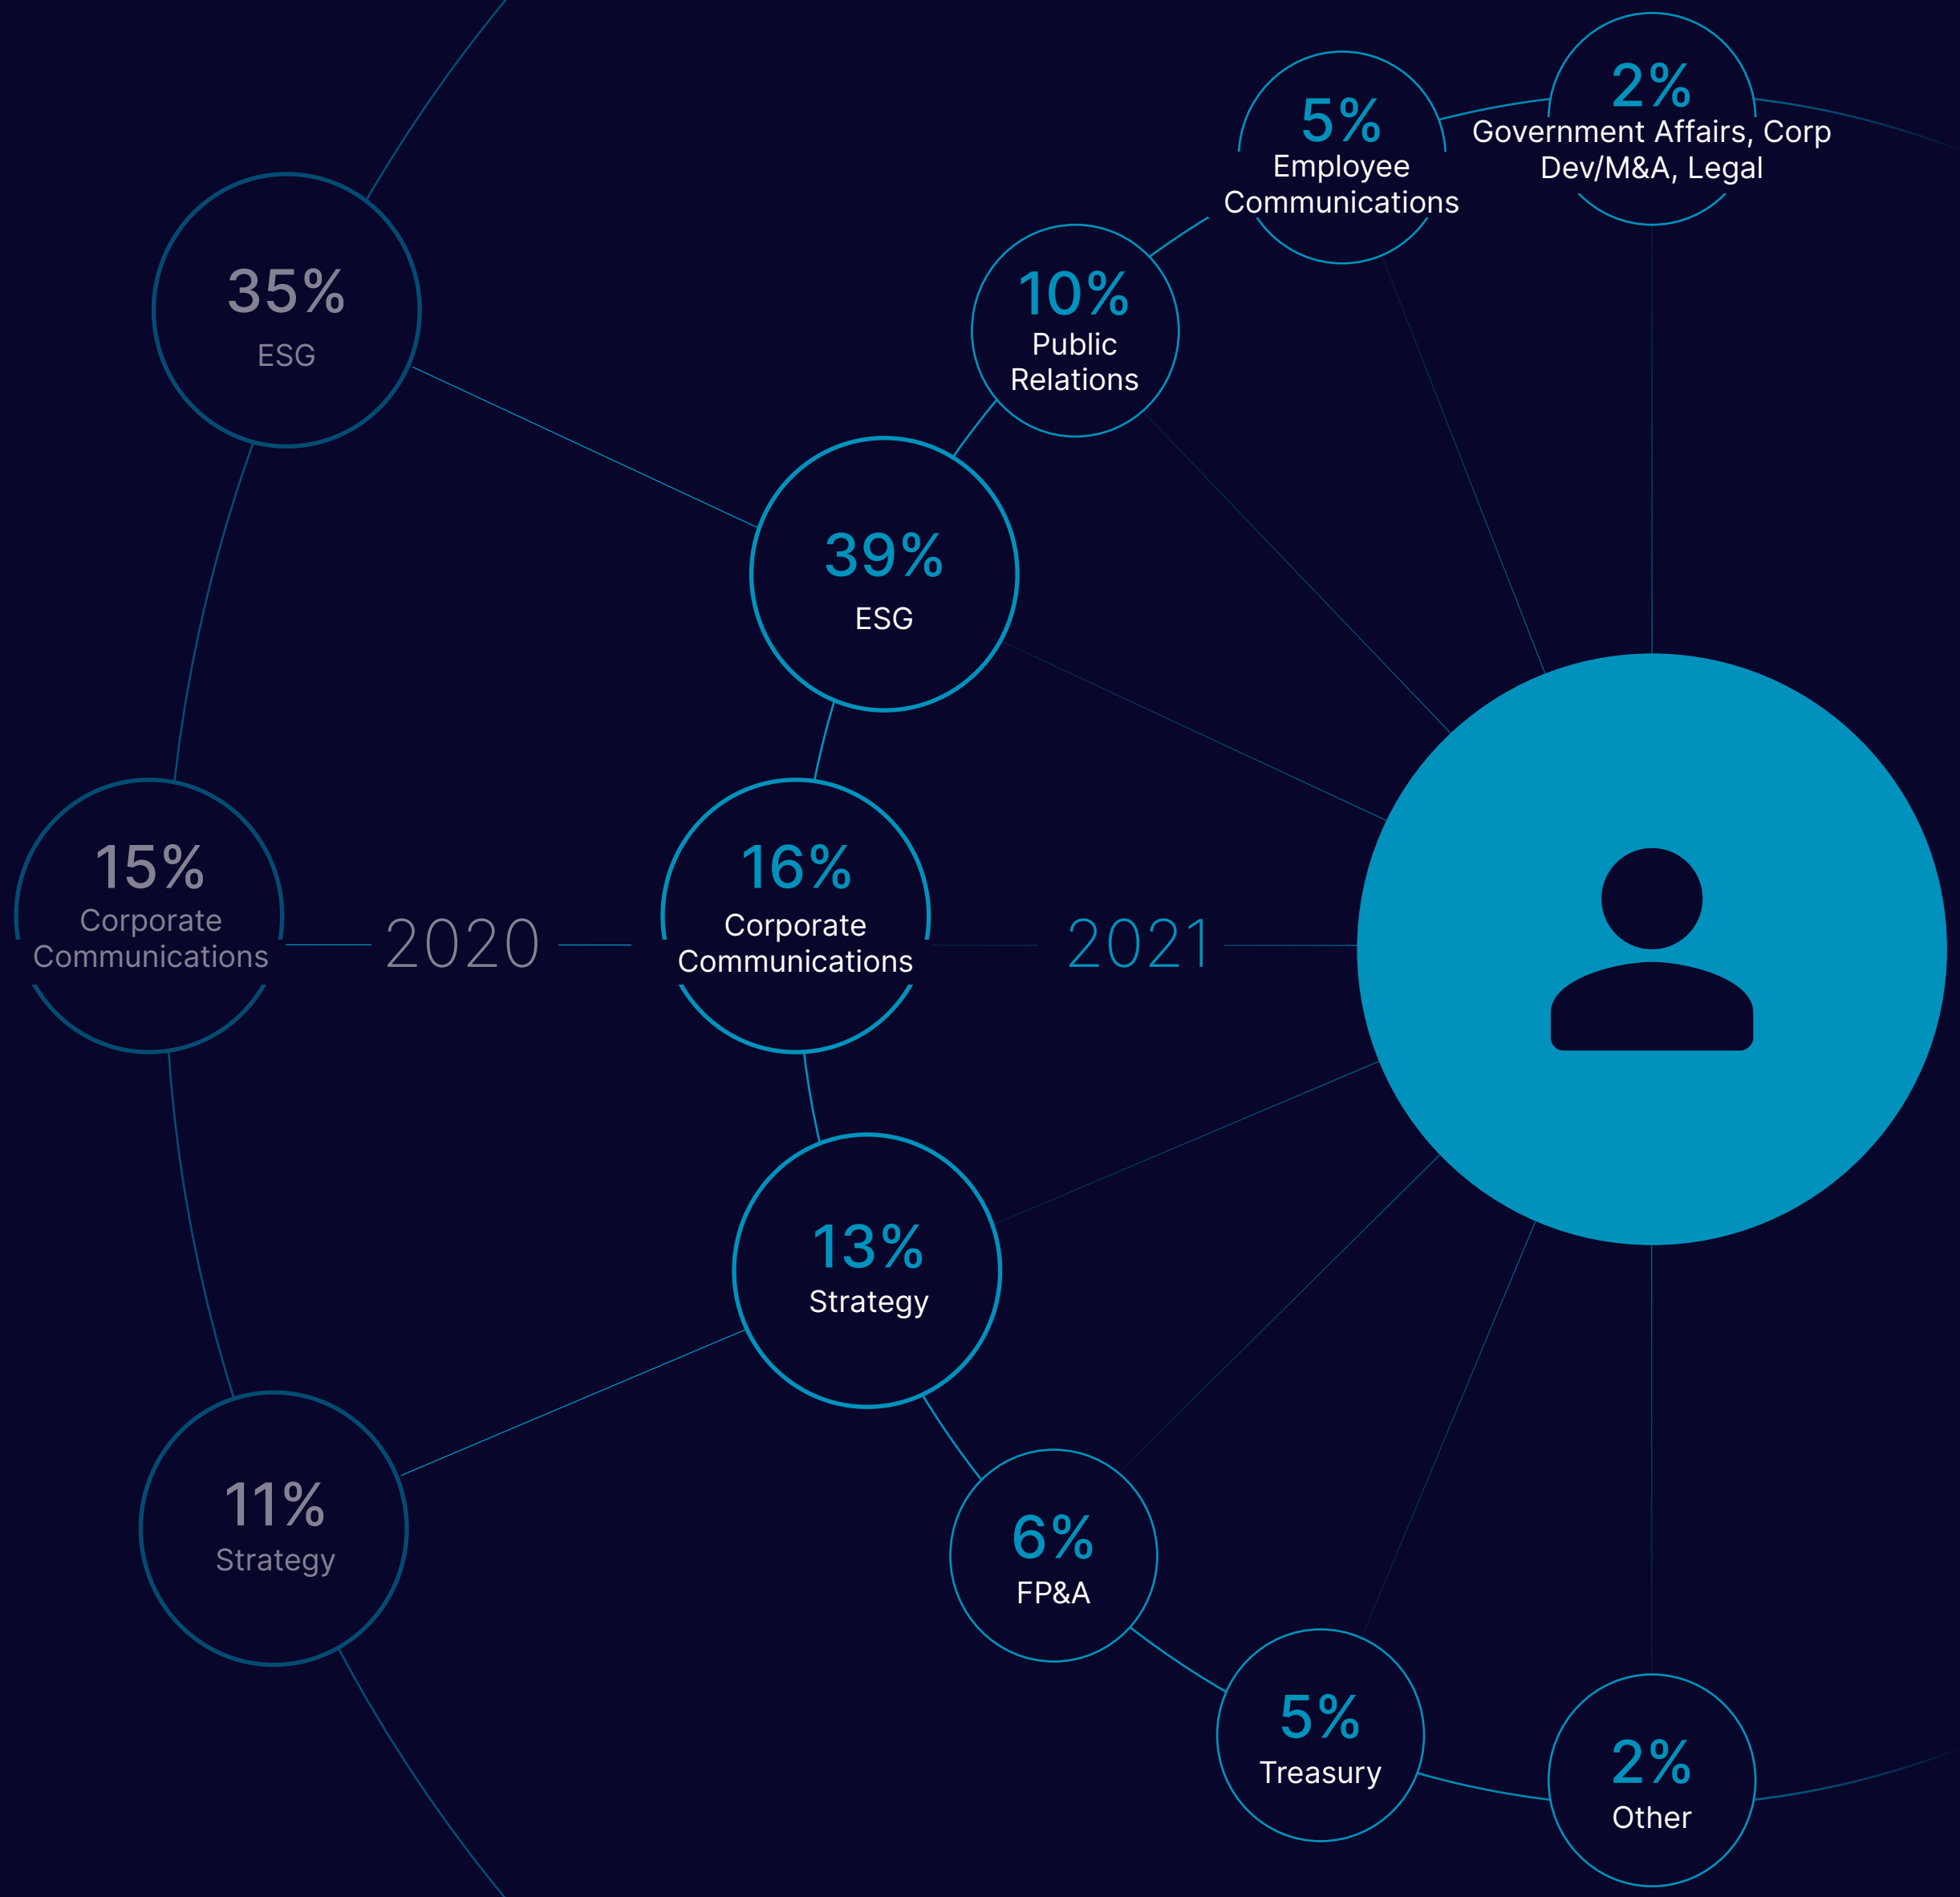 2%
Government Affairs, Corp
Dev/M&A, Legal
5%
Employee
Communications
10%
Public
Relations
35%
ESG
39%
ESG
15%
Corporate
Communications
2020
16%
Corporate
Communications
2021
13%
Strategy
11%
Strategy
6%
FP&A
5%
Treasury
2%
Other